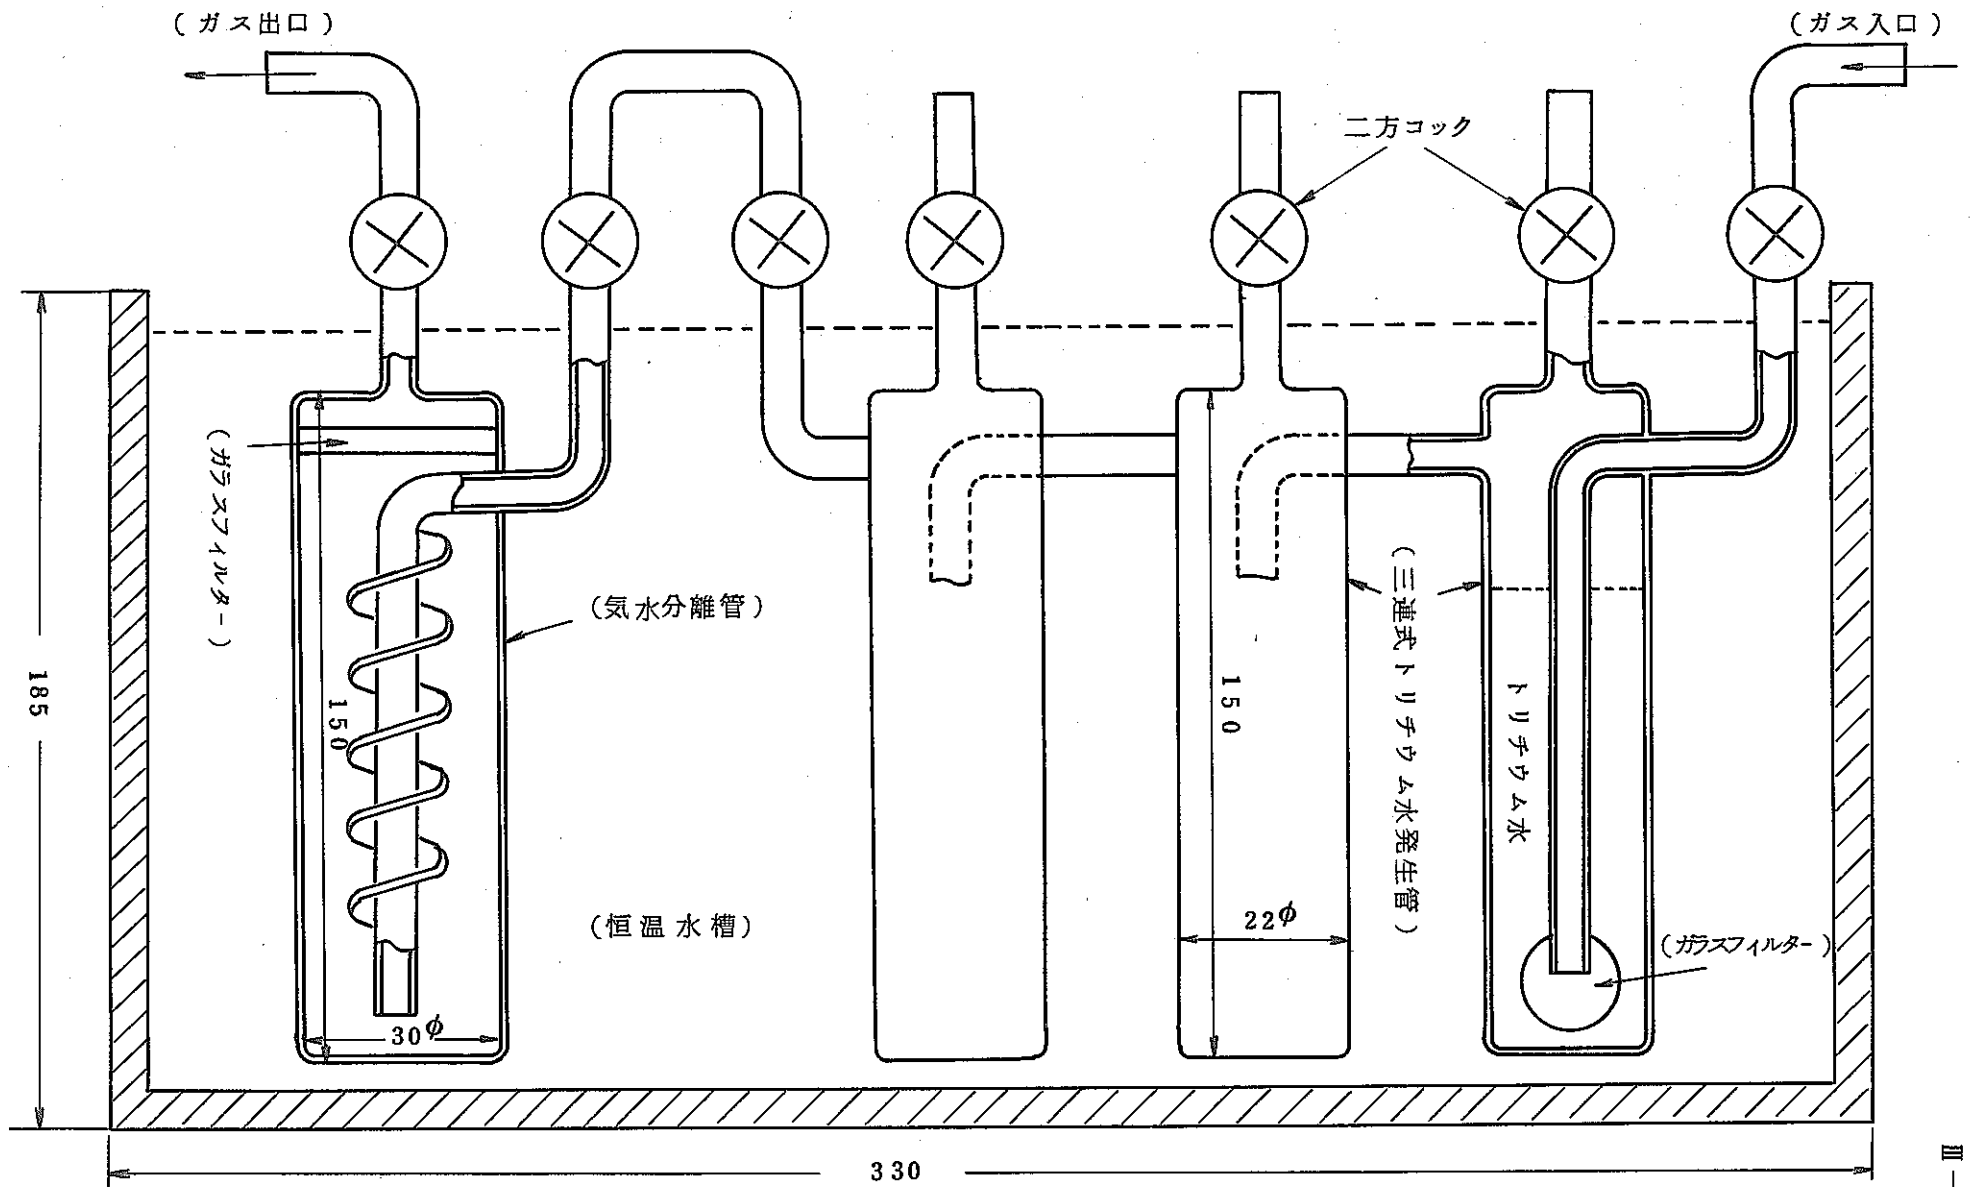 (ガス出口)
(ガス入口)
二方コック
(ガラスフィルター)
(気水分離管)
(三連式トリチウム水発生管)
185
150
150
トリチウム水
(恒温水槽)
22φ
(ガラスフィルター)
30φ
330
Ⅲ-